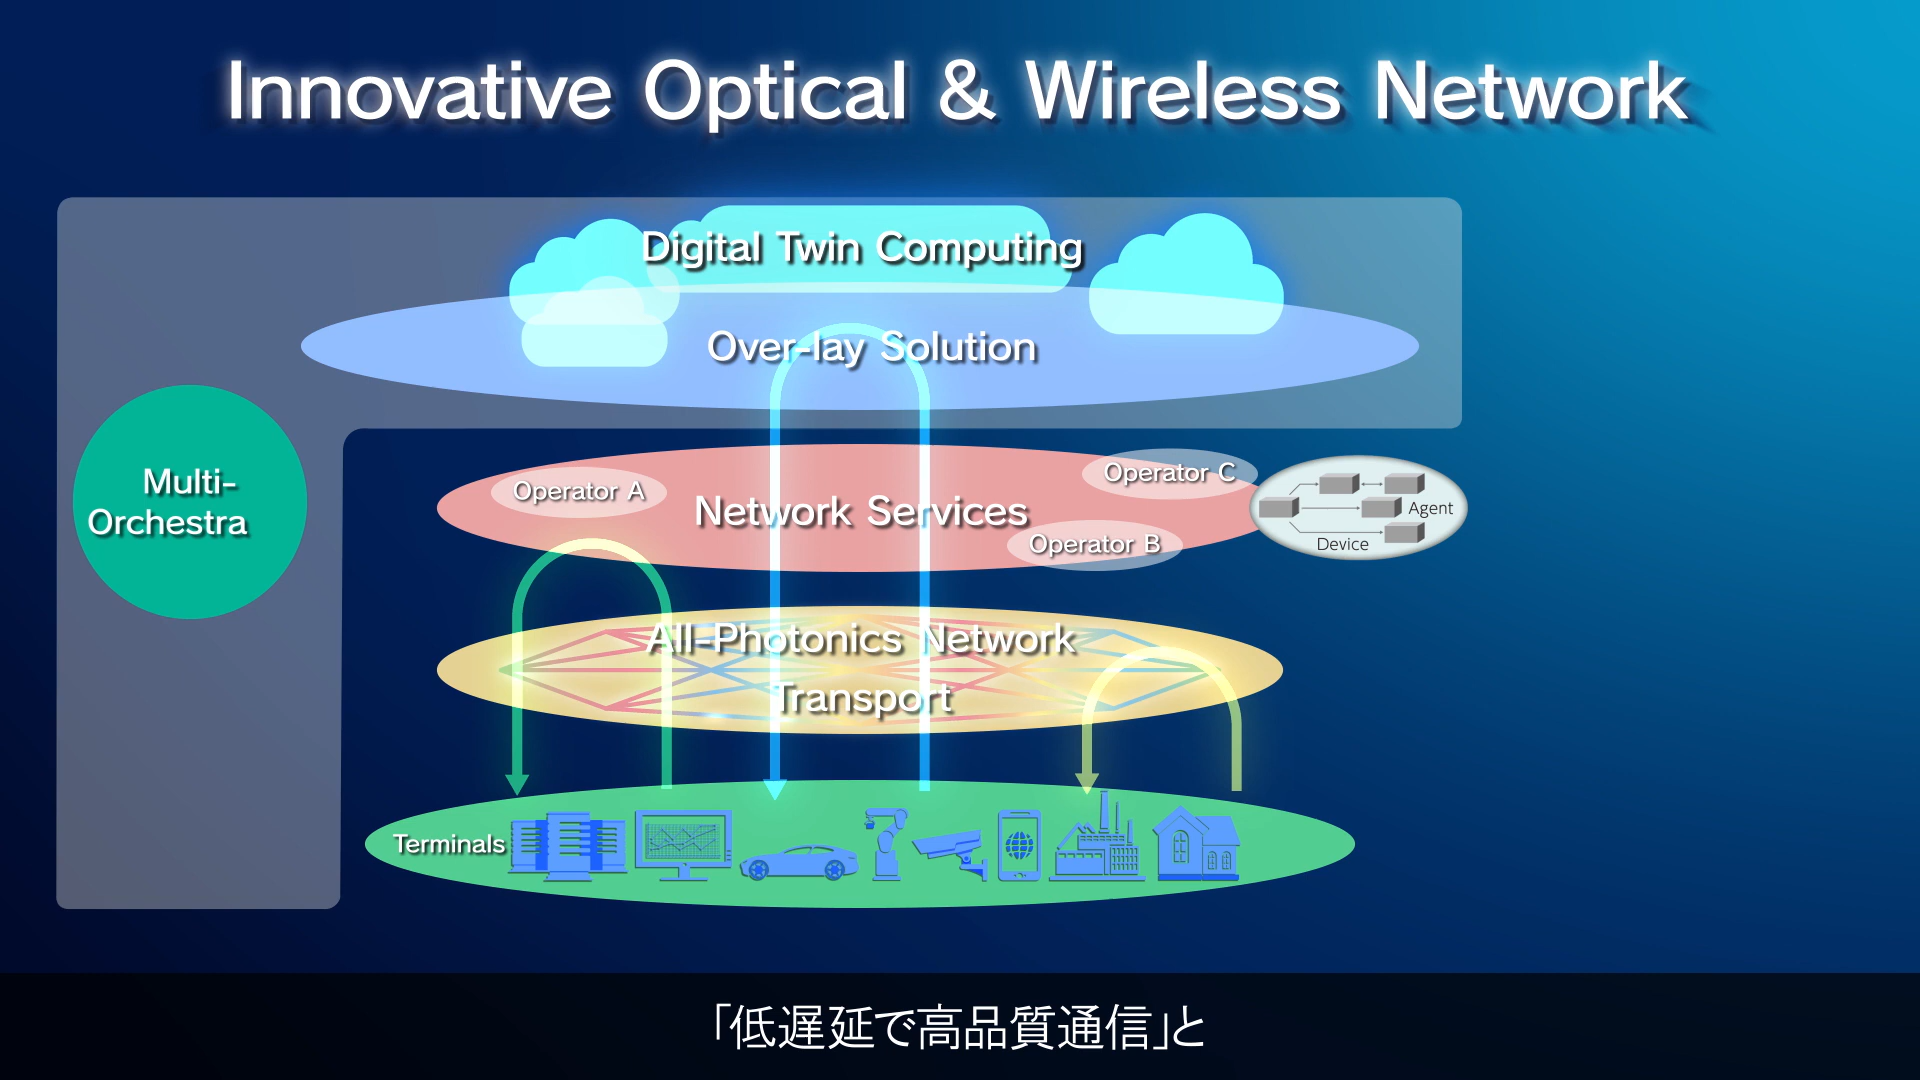 Innovative Optical & Wireless Network
Digital Twin Computing
Over-lay Solution
Multi-
Orchestra
Operator A
Network Services
Operator C
Operator B
Agent
Device
All-Photonics Network
Transport
Terminals
「低遅延で高品質通信」と